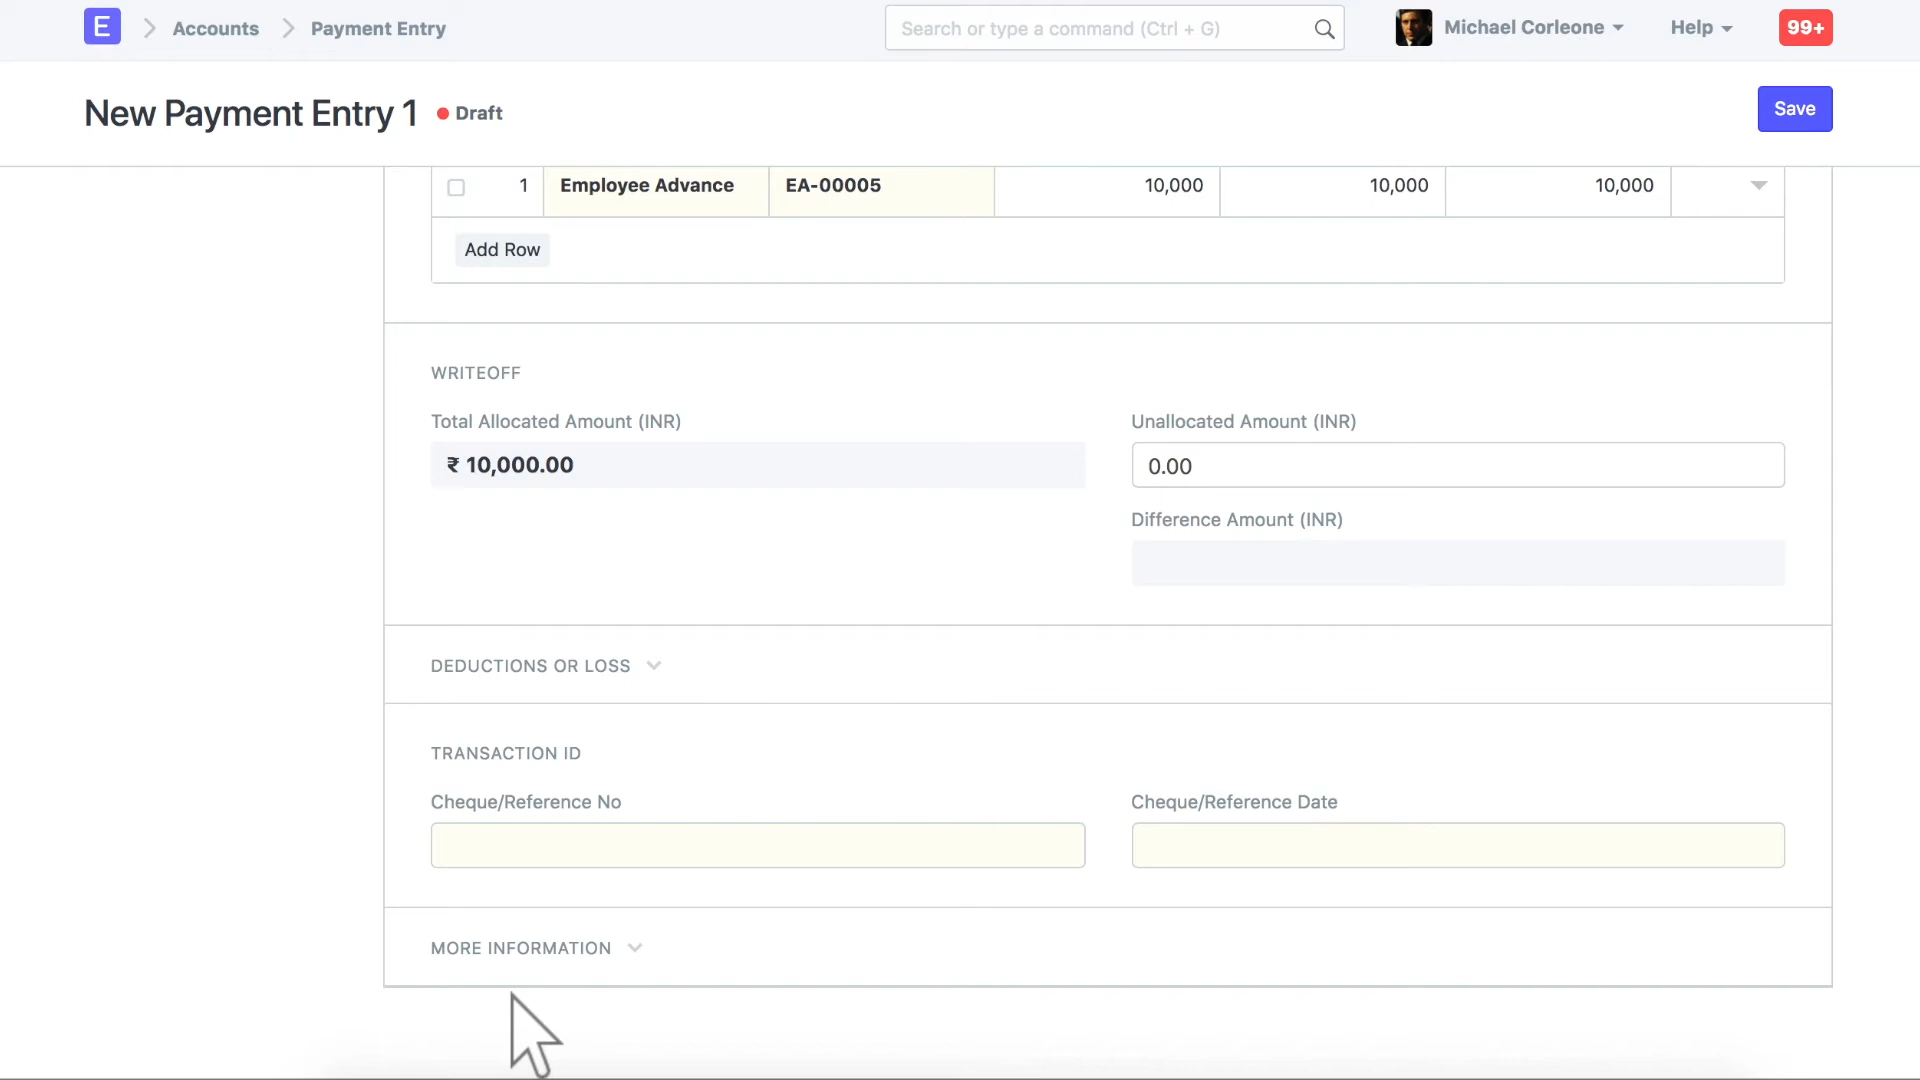 E
Accounts
Payment Entry
Search or type a command (Ctrl + G)
Michael Corleone
Help
99+
New Payment Entry 1
Draft
Save
1 Employee Advance EA-00005 10,000 10,000 10,000
Add Row
WRITEOFF
Total Allocated Amount (INR)
₹ 10,000.00
Unallocated Amount (INR)
0.00
Difference Amount (INR)
DEDUCTIONS OR LOSS
TRANSACTION ID
Cheque/Reference No
Cheque/Reference Date
MORE INFORMATION